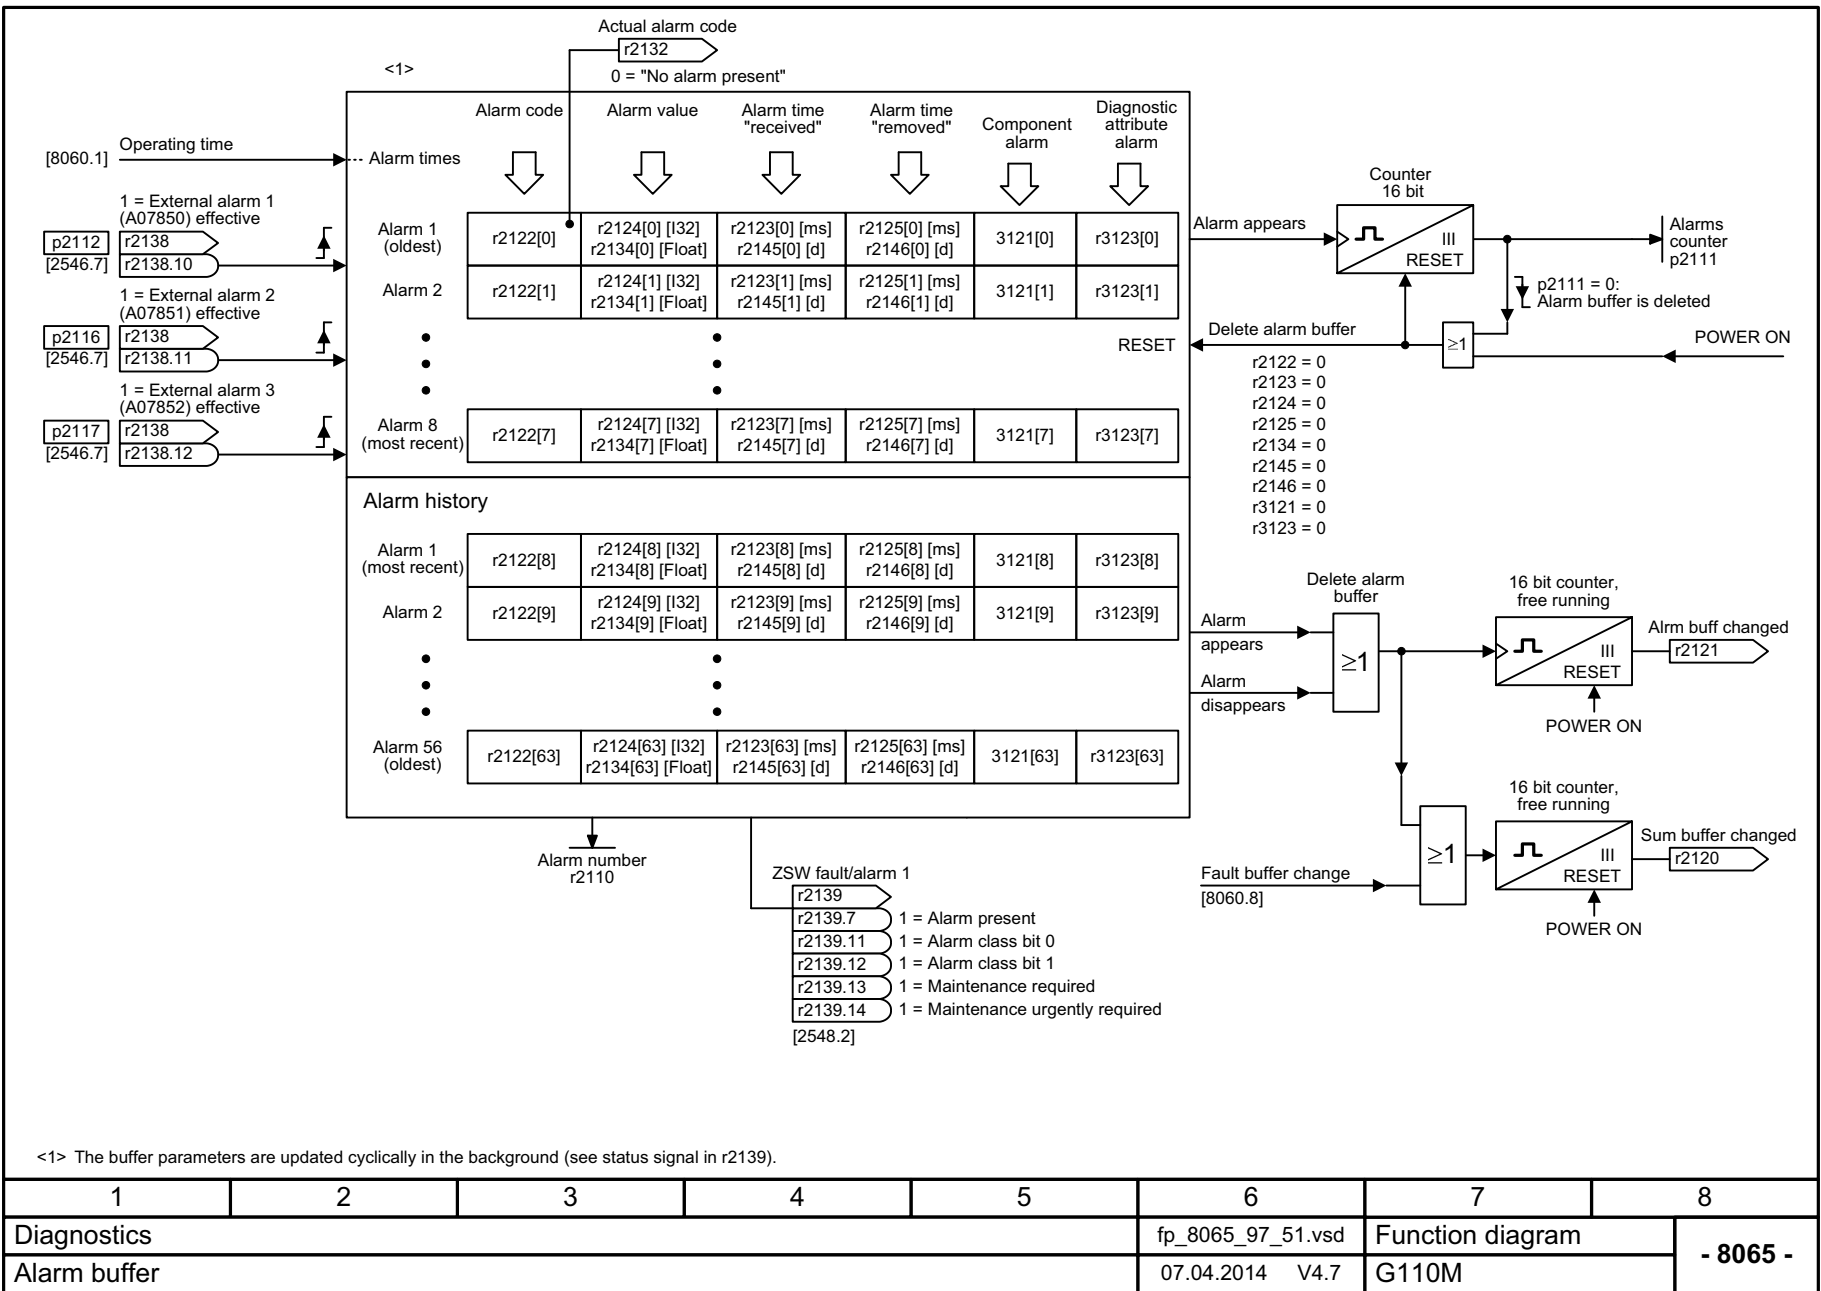 Actual alarm code
r2132
0 = "No alarm present"
<1>
Alarm code
Alarm value
Alarm time
"received"
Alarm time
"removed"
Component
alarm
Diagnostic
attribute
alarm
[8060.1]
Operating time
Alarm times
1 = External alarm 1
(A07850) effective
p2112
r2138
[2546.7]
r2138.10
1 = External alarm 2
(A07851) effective
p2116
r2138
[2546.7]
r2138.11
1 = External alarm 3
(A07852) effective
p2117
r2138
[2546.7]
r2138.12
Alarm 1
(oldest)
r2122[0]
r2124[0] [I32]
r2134[0] [Float]
r2123[0] [ms]
r2145[0] [d]
r2125[0] [ms]
r2146[0] [d]
3121[0]
r3123[0]
Alarm 2
r2122[1]
r2124[1] [I32]
r2134[1] [Float]
r2123[1] [ms]
r2145[1] [d]
r2125[1] [ms]
r2146[1] [d]
3121[1]
r3123[1]
RESET
Alarm 8
(most recent)
r2122[7]
r2124[7] [I32]
r2134[7] [Float]
r2123[7] [ms]
r2145[7] [d]
r2125[7] [ms]
r2146[7] [d]
3121[7]
r3123[7]
Alarm appears
Counter
16 bit
III
RESET
Alarms
counter
p2111
p2111 = 0:
Alarm buffer is deleted
Delete alarm buffer
≥1
POWER ON
r2122 = 0
r2123 = 0
r2124 = 0
r2125 = 0
r2134 = 0
r2145 = 0
r2146 = 0
r3121 = 0
r3123 = 0
Alarm history
Alarm 1
(most recent)
r2122[8]
r2124[8] [I32]
r2134[8] [Float]
r2123[8] [ms]
r2145[8] [d]
r2125[8] [ms]
r2146[8] [d]
3121[8]
r3123[8]
Alarm 2
r2122[9]
r2124[9] [I32]
r2134[9] [Float]
r2123[9] [ms]
r2145[9] [d]
r2125[9] [ms]
r2146[9] [d]
3121[9]
r3123[9]
Alarm 56
(oldest)
r2122[63]
r2124[63] [I32]
r2134[63] [Float]
r2123[63] [ms]
r2145[63] [d]
r2125[63] [ms]
r2146[63] [d]
3121[63]
r3123[63]
Alarm
appears
Alarm
disappears
Delete alarm
buffer
≥1
16 bit counter,
free running
III
RESET
POWER ON
Alrm buff changed
r2121
Fault buffer change
[8060.8]
≥1
16 bit counter,
free running
III
RESET
POWER ON
Sum buffer changed
r2120
Alarm number
r2110
ZSW fault/alarm 1
r2139
r2139.7
1 = Alarm present
r2139.11
1 = Alarm class bit 0
r2139.12
1 = Alarm class bit 1
r2139.13
1 = Maintenance required
r2139.14
1 = Maintenance urgently required
[2548.2]
<1> The buffer parameters are updated cyclically in the background (see status signal in r2139).
1
2
3
4
5
6
7
8
Diagnostics
fp_8065_97_51.vsd
Function diagram
- 8065 -
Alarm buffer
07.04.2014 V4.7
G110M